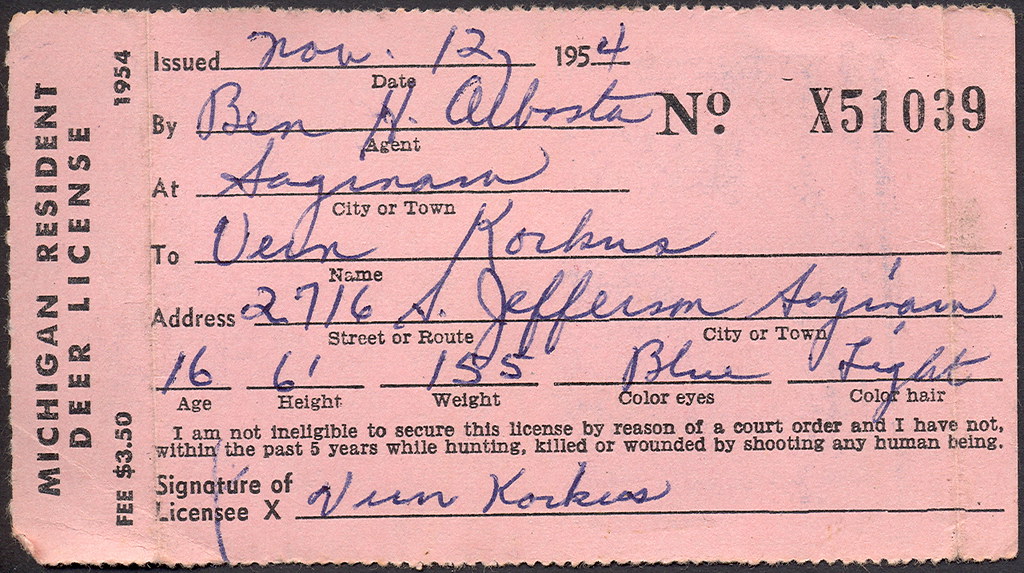 MICHIGAN RESIDENT
DEER LICENSE
FEE $3.50 1954
Issued Nov. 12, 1954
Date
By Ben H. Albosta
Agent
No. X51039
At Saginaw
City or Town
To Vern Korkus
Name
Address 2716 S. Jefferson Saginaw
Street or Route City or Town
16 6' 155 Blue Light
Age Height Weight Color eyes Color hair
I am not ineligible to secure this license by reason of a court order and I have not,
within the past 5 years while hunting, killed or wounded by shooting any human being.
Signature of
Licensee X Vern Korkus